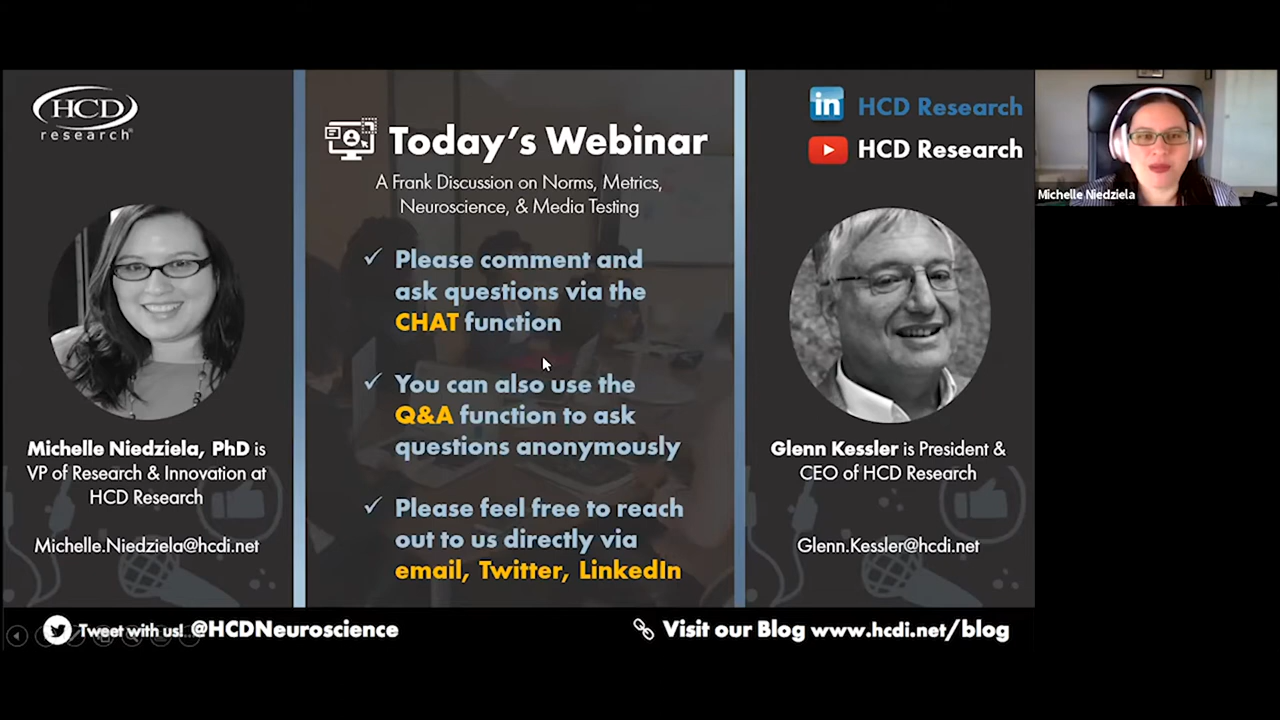 HCD
research
Michelle Niedziela, PhD is
VP of Research & Innovation at
HCD Research
Michelle.Niedziela@hcdi.net
Today's Webinar
A Frank Discussion on Norms, Metrics,
Neuroscience, & Media Testing
✓ Please comment and
ask questions via the
CHAT function
✓ You can also use the
Q&A function to ask
questions anonymously
✓ Please feel free to reach
out to us directly via
email, Twitter, LinkedIn
in HCD Research
HCD Research
Glenn Kessler is President &
CEO of HCD Research
Glenn.Kessler@hcdi.net
Michelle Niedziela
Tweet with us! @HCDNeuroscience
Visit our Blog www.hcdi.net/blog